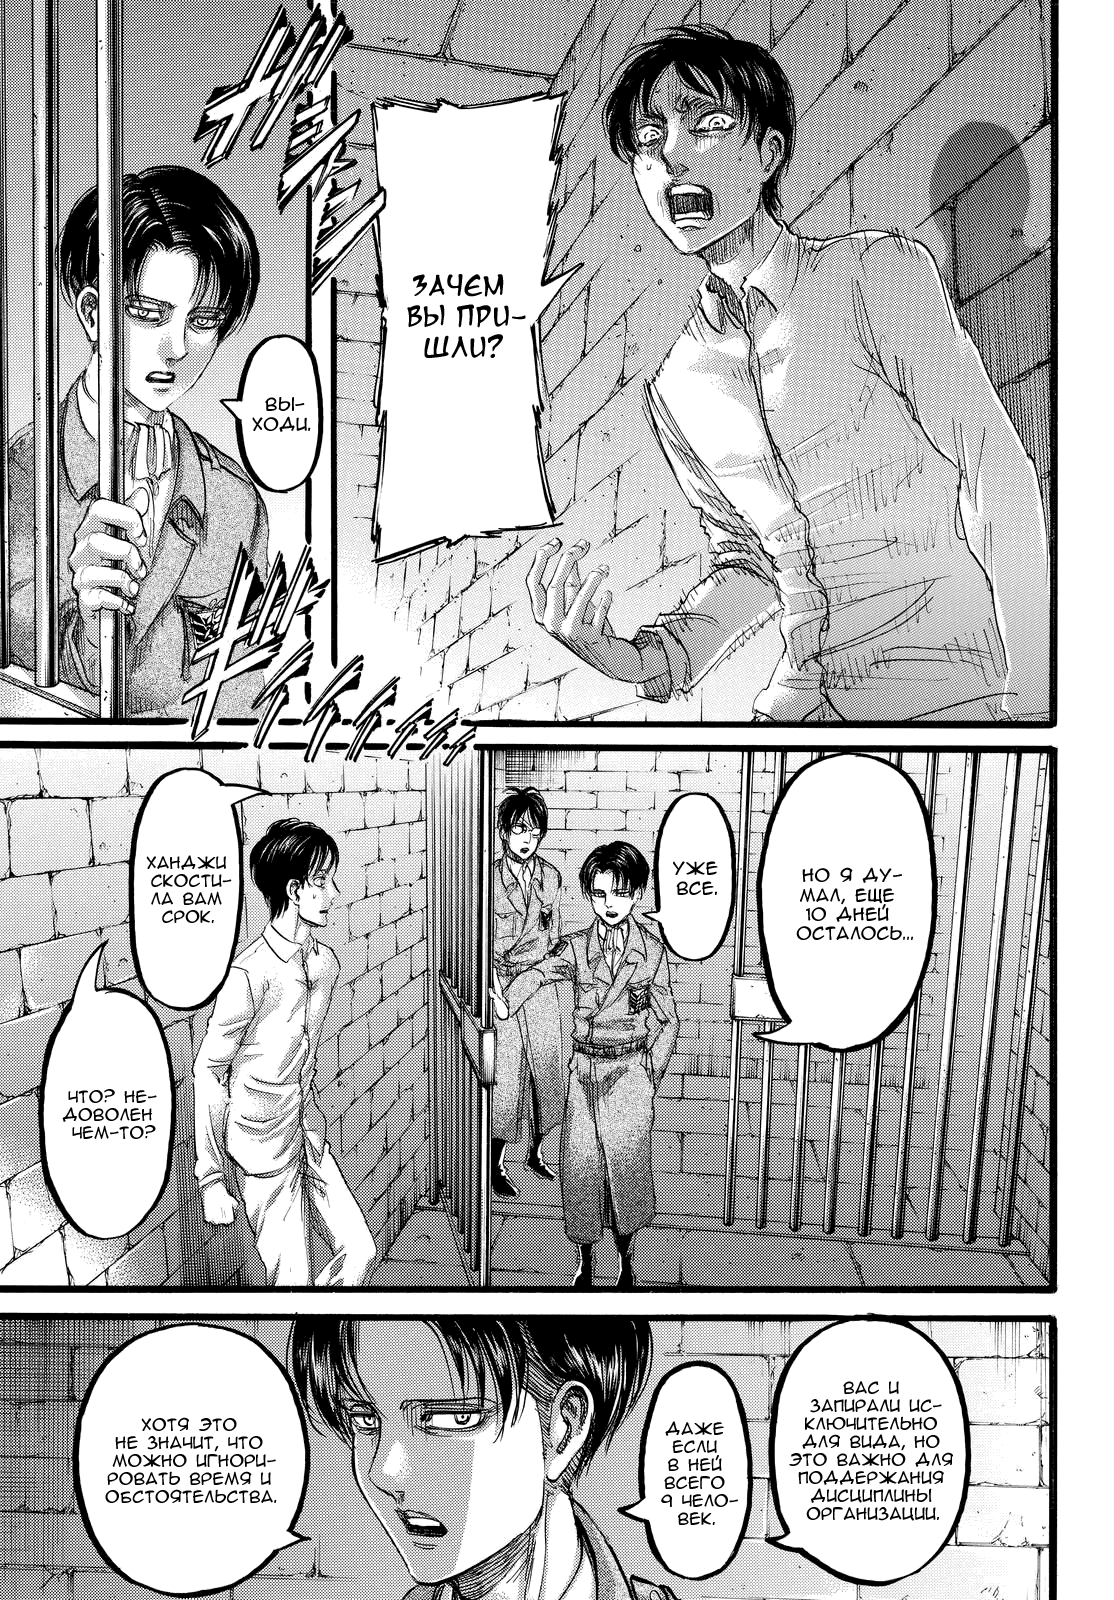 ЗАЧЕМ
ВЫ ПРИ-
ШЛИ?
ВЫ-
ХОДИ.
НО Я ДУ-
МАЛ, ЕЩЕ
10 ДНЕЙ
ОСТАЛОСЬ...
УЖЕ
ВСЕ.
ХАНДЖИ
СКОСТИ-
ЛА ВАМ
СРОК.
ЧТО? НЕ-
ДОВОЛЕН
ЧЕМ-ТО?
ВАС И
ЗАПИРАЛИ ИС-
КЛЮЧИТЕЛЬНО
ДЛЯ ВИДА, НО
ЭТО ВАЖНО ДЛЯ
ПОДДЕРЖАНИЯ
ДИСЦИПЛИНЫ
ОРГАНИЗАЦИИ.
ДАЖЕ
ЕСЛИ
В НЕЙ
ВСЕГО
9 ЧЕЛО-
ВЕК.
ХОТЯ ЭТО
НЕ ЗНАЧИТ, ЧТО
МОЖНО ИГНОРИ-
РОВАТЬ ВРЕМЯ И
ОБСТОЯТЕЛЬСТВА.